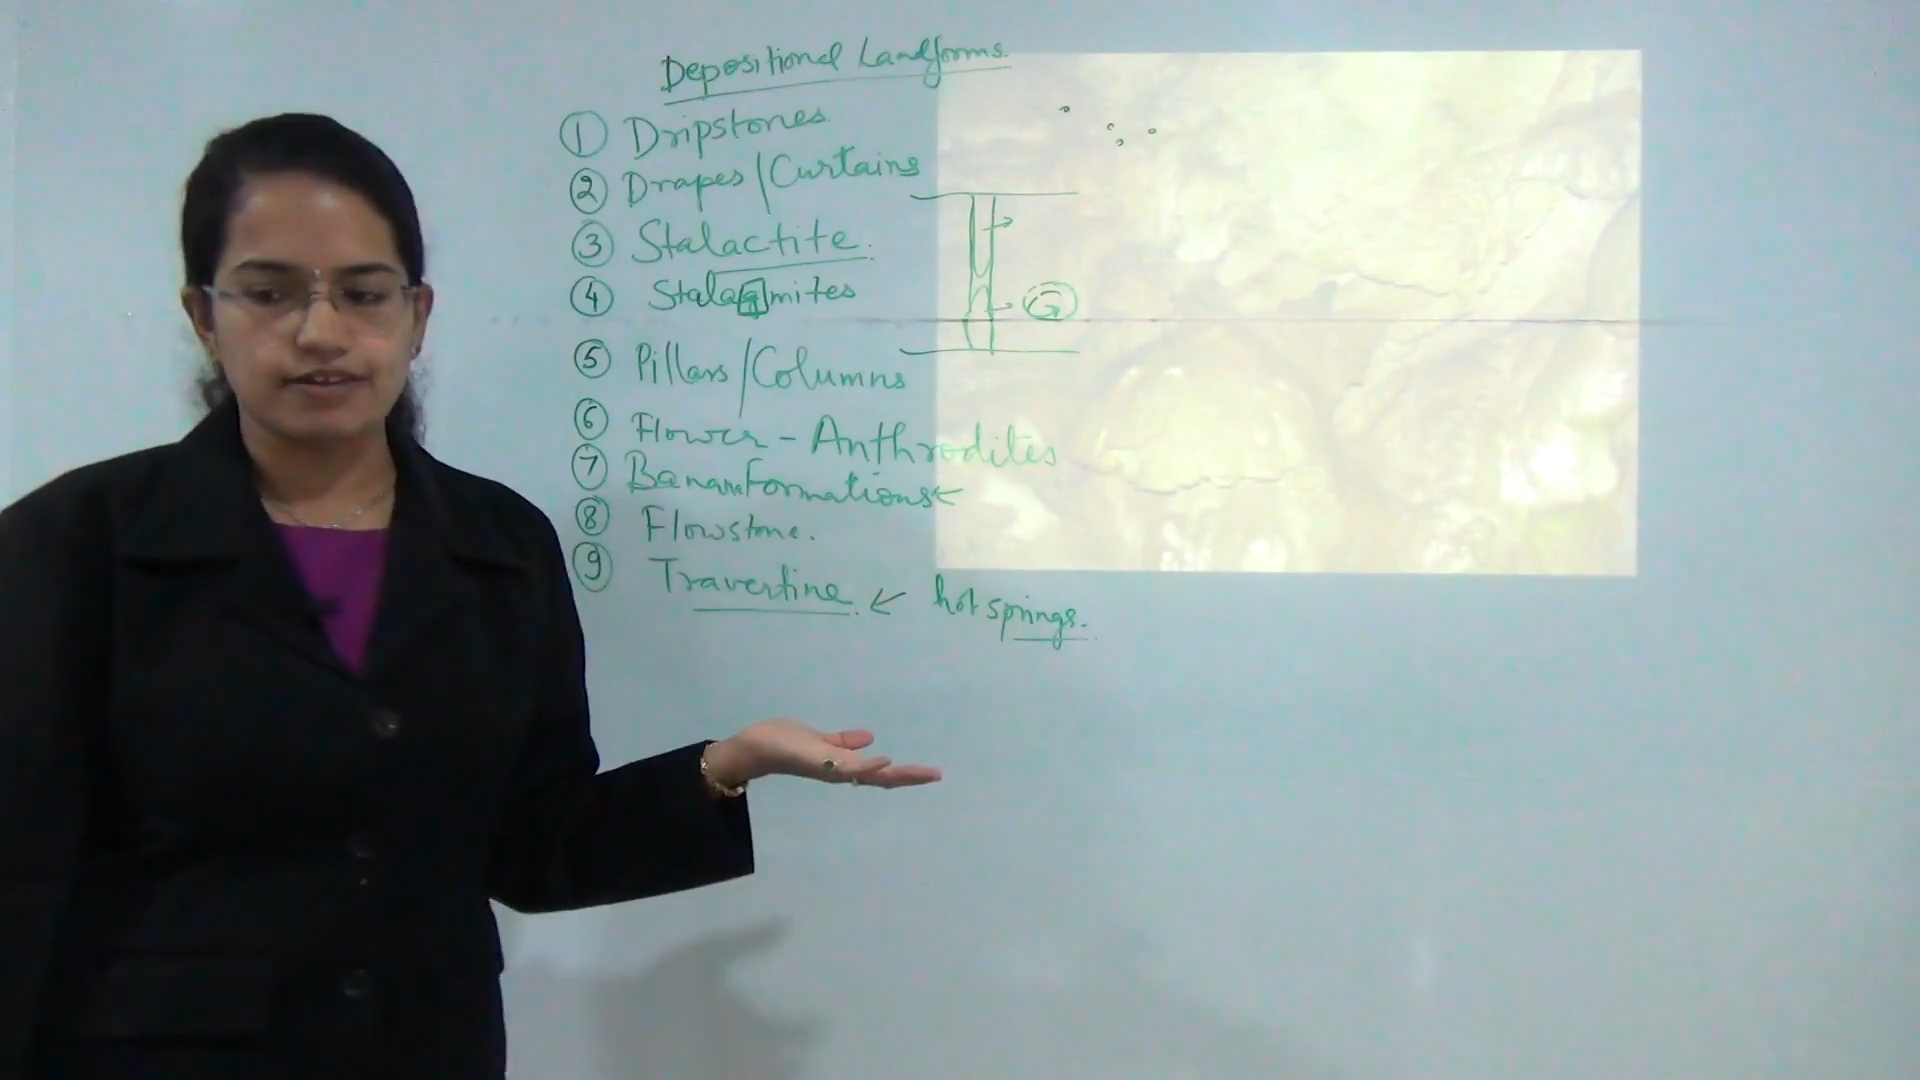 Depositional Landforms.
① Dripstones
② Drapes/Curtains
③ Stalactite.
④ Stalagmites
G
⑤ Pillars/Columns
⑥ Flower - Anthrodites
⑦ Banana Formations ←
⑧ Flowstone.
⑨ Travertine. ← hot springs.